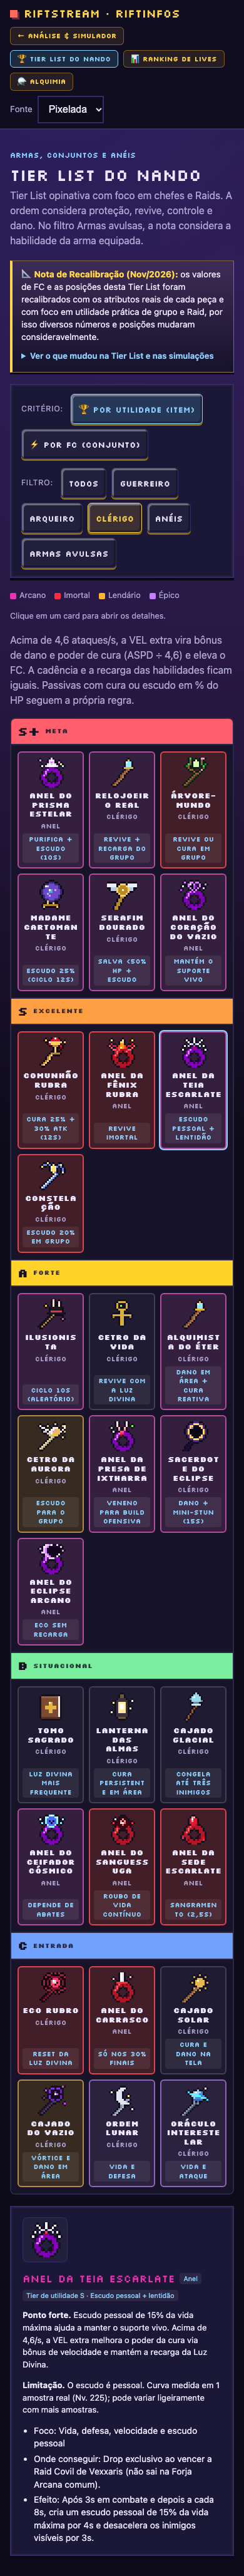 RIFTSTREAM · RIFTINFOS
← ANÁLISE & SIMULADOR
🏆 TIER LIST DO NANDO
📊 RANKING DE LIVES
ALQUIMIA
Fonte
Pixelada
ARMAS, CONJUNTOS E ANÉIS
TIER LIST DO NANDO
Tier List opinativa com foco em chefes e Raids. A
ordem considera proteção, revive, controle e
dano. No filtro Armas avulsas, a nota considera a
habilidade da arma equipada.
Nota de Recalibração (Nov/2026): os valores
de FC e as posições desta Tier List foram
recalibrados com os atributos reais de cada peça e
com foco em utilidade prática de grupo e Raid, por
isso diversos números e posições mudaram
consideravelmente.
▶ Ver o que mudou na Tier List e nas simulações
CRITÉRIO:
🏆 POR UTILIDADE (ITEM)
⚡ POR FC (CONJUNTO)
FILTRO:
TODOS
GUERREIRO
ARQUEIRO
CLÉRIGO
ANÉIS
ARMAS AVULSAS
Arcano
Imortal
Lendário
Épico
Clique em um card para abrir os detalhes.
Acima de 4,6 ataques/s, a VEL extra vira bônus
de dano e poder de cura (ASPD ÷ 4,6) e eleva o
FC. A cadência e a recarga das habilidades ficam
iguais. Passivas com cura ou escudo em % do
HP seguem a própria regra.
S+ META
ANEL DO
PRISMA
ESTELAR
ANEL
PURIFICA +
ESCUDO
(10S)
RELOJOEIR
O REAL
CLÉRIGO
REVIVE +
RECARGA DO
GRUPO
ÁRVORE-
MUNDO
CLÉRIGO
REVIVE OU
CURA EM
GRUPO
MADAME
CARTOMAN
TE
CLÉRIGO
ESCUDO 25%
(CICLO 12S)
SERAFIM
DOURADO
CLÉRIGO
SALVA (50%
HP +
ESCUDO
ANEL DO
CORAÇÃO
DO VAZIO
ANEL
MANTÉM O
SUPORTE
VIVO
S EXCELENTE
COMUNHÃO
RUBRA
CLÉRIGO
CURA 25% +
30% ATK
(12S)
ANEL DA
FÊNIX
RUBRA
ANEL
REVIVE
IMORTAL
ANEL DA
TEIA
ESCARLATE
ANEL
ESCUDO
PESSOAL +
LENTIDÃO
CONSTELA
ÇÃO
CLÉRIGO
ESCUDO 20%
EM GRUPO
A FORTE
ILUSIONIS
TA
CLÉRIGO
CICLO 10S
(ALEATÓRIO)
CETRO DA
VIDA
CLÉRIGO
REVIVE COM
A LUZ
DIVINA
ALQUIMIST
A DO ÉTER
CLÉRIGO
DANO EM
ÁREA +
CURA
REATIVA
CETRO DA
AURORA
CLÉRIGO
ESCUDO
PARA O
GRUPO
ANEL DA
PRESA DE
IXTHARRA
ANEL
VENENO
PARA BUILD
OFENSIVA
SACERDOT
E DO
ECLIPSE
CLÉRIGO
DANO +
MINI-STUN
(15S)
ANEL DO
ECLIPSE
ARCANO
ANEL
ECO SEM
RECARGA
B SITUACIONAL
TOMO
SAGRADO
CLÉRIGO
LUZ DIVINA
MAIS
FREQUENTE
LANTERNA
DAS
ALMAS
CLÉRIGO
CURA
PERSISTENT
E EM ÁREA
CAJADO
GLACIAL
CLÉRIGO
CONGELA
ATÉ TRÊS
INIMIGOS
ANEL DO
CEIFADOR
CÓSMICO
ANEL
DEPENDE DE
ABATES
ANEL DO
SANGUESS
UGA
ANEL
ROUBO DE
VIDA
CONTÍNUO
ANEL DA
SEDE
ESCARLATE
ANEL
SANGRAMEN
TO (2,5S)
C ENTRADA
ECO RUBRO
CLÉRIGO
RESET DA
LUZ DIVINA
ANEL DO
CARRASCO
ANEL
SÓ NOS 30%
FINAIS
CAJADO
SOLAR
CLÉRIGO
CURA E
DANO NA
TELA
CAJADO
DO VAZIO
CLÉRIGO
VÓRTICE E
DANO EM
ÁREA
ORDEM
LUNAR
CLÉRIGO
VIDA E
DEFESA
ORÁCULO
INTERESTE
LAR
CLÉRIGO
VIDA E
ATAQUE
ANEL DA TEIA ESCARLATE Anel
Tier de utilidade S · Escudo pessoal + lentidão
Ponto forte. Escudo pessoal de 15% da vida
máxima ajuda a manter o suporte vivo. Acima de
4,6/s, a VEL extra melhora o poder da cura via
bônus de velocidade e mantém a recarga da Luz
Divina.
Limitação. O escudo é pessoal. Curva medida em 1
amostra real (Nv. 225); pode variar ligeiramente
com mais amostras.
• Foco: Vida, defesa, velocidade e escudo
pessoal
• Onde conseguir: Drop exclusivo ao vencer a
Raid Covil de Vexxaris (não sai na Forja
Arcana comum).
• Efeito: Após 3s em combate e depois a cada
8s, cria um escudo pessoal de 15% da vida
máxima por 4s e desacelera os inimigos
visíveis por 3s.